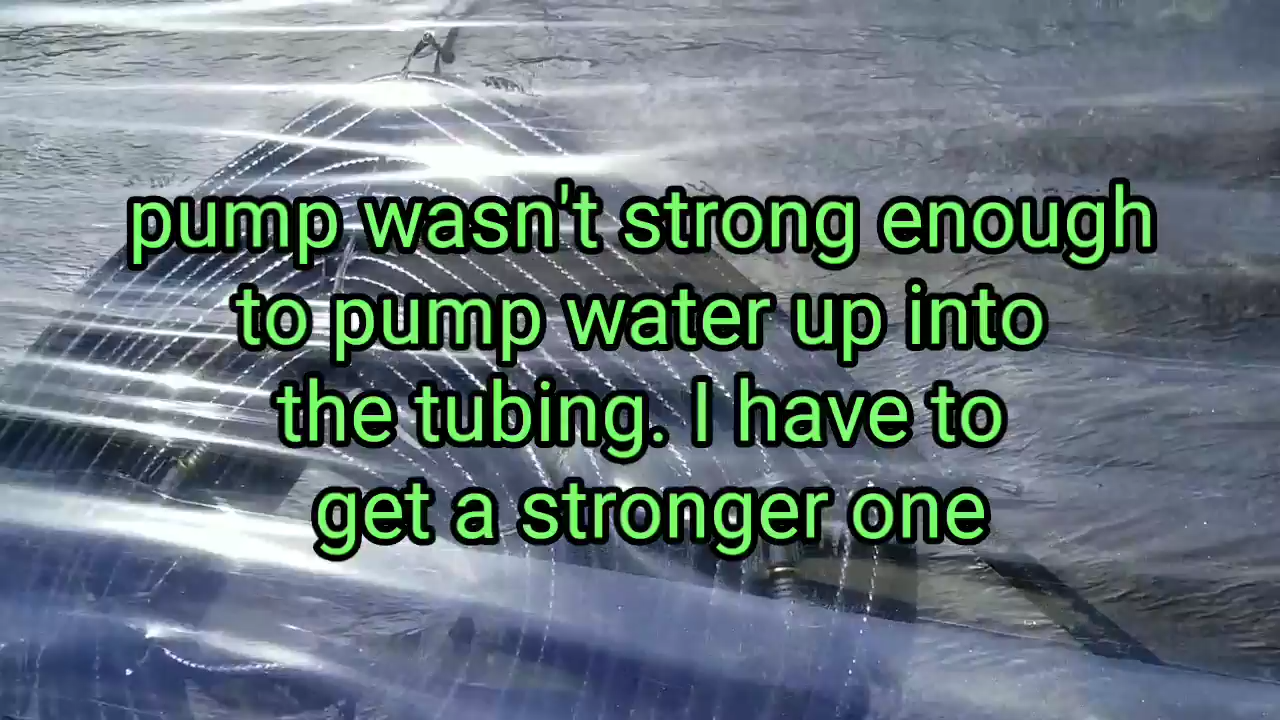 pump wasn't strong enough
to pump water up into
the tubing. I have to
get a stronger one